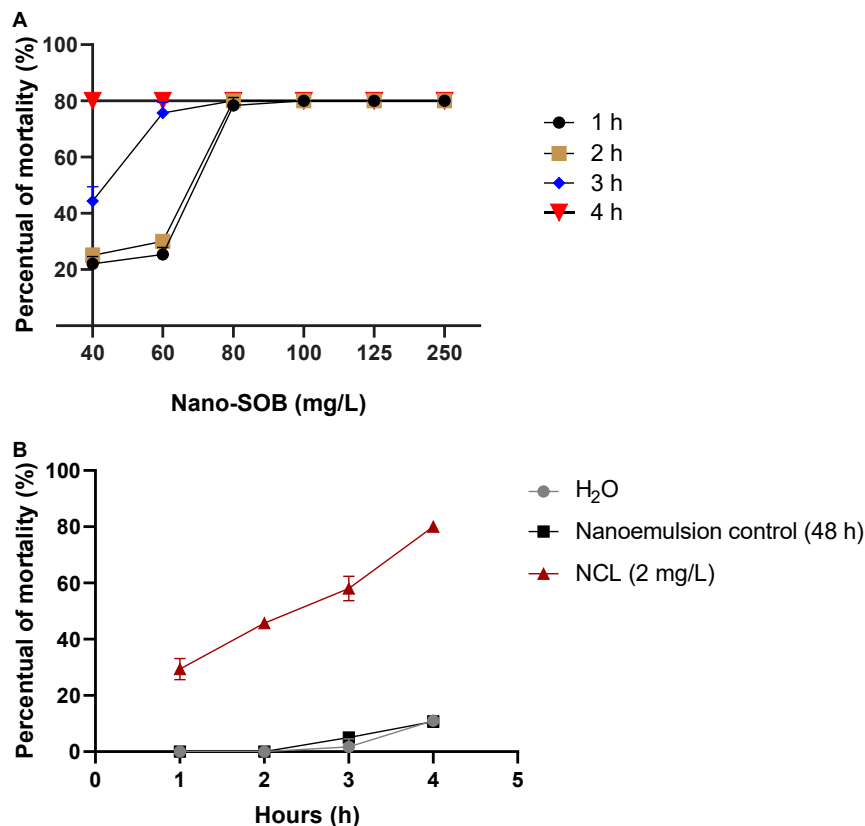 A
Percentual of mortality (%)
100
80
60
40
20
40 60 80 100 125 250
Nano-SOB (mg/L)
1 h
2 h
3 h
4 h
B
Percentual of mortality (%)
100
80
60
40
20
0
0 1 2 3 4 5
Hours (h)
H₂O
Nanoemulsion control (48 h)
NCL (2 mg/L)